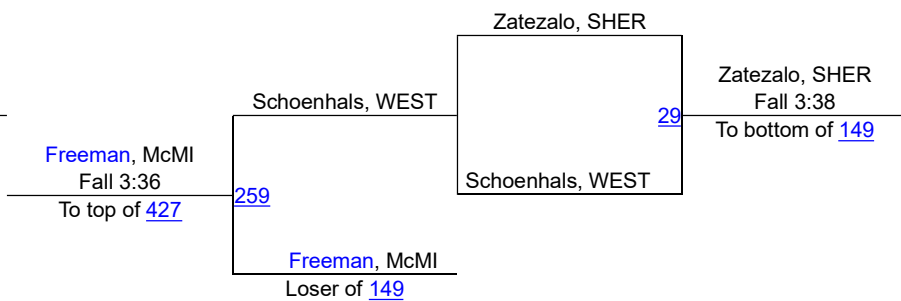 Zatezalo, SHER
Zatezalo, SHER
Fall 3:38
Schoenhals, WEST
29
To bottom of 149
Freeman, McMI
Fall 3:36
Schoenhals, WEST
259
To top of 427
Freeman, McMI
Loser of 149